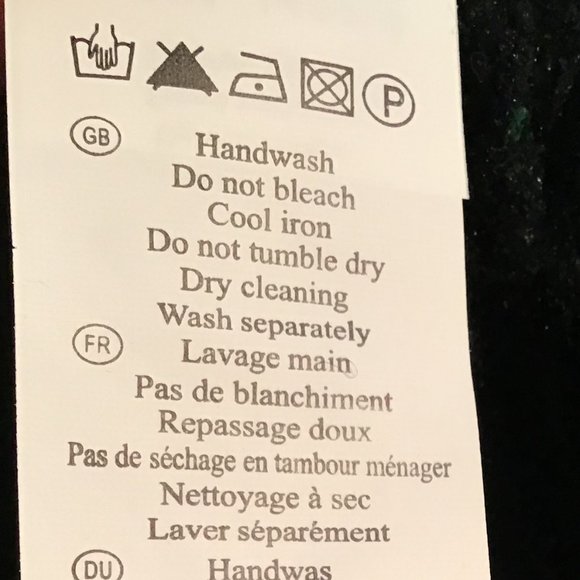 P
GB
Handwash
Do not bleach
Cool iron
Do not tumble dry
Dry cleaning
Wash separately
FR
Lavage main
Pas de blanchiment
Repassage doux
Pas de séchage en tambour ménager
Nettoyage à sec
Laver séparément
DU
Handwas